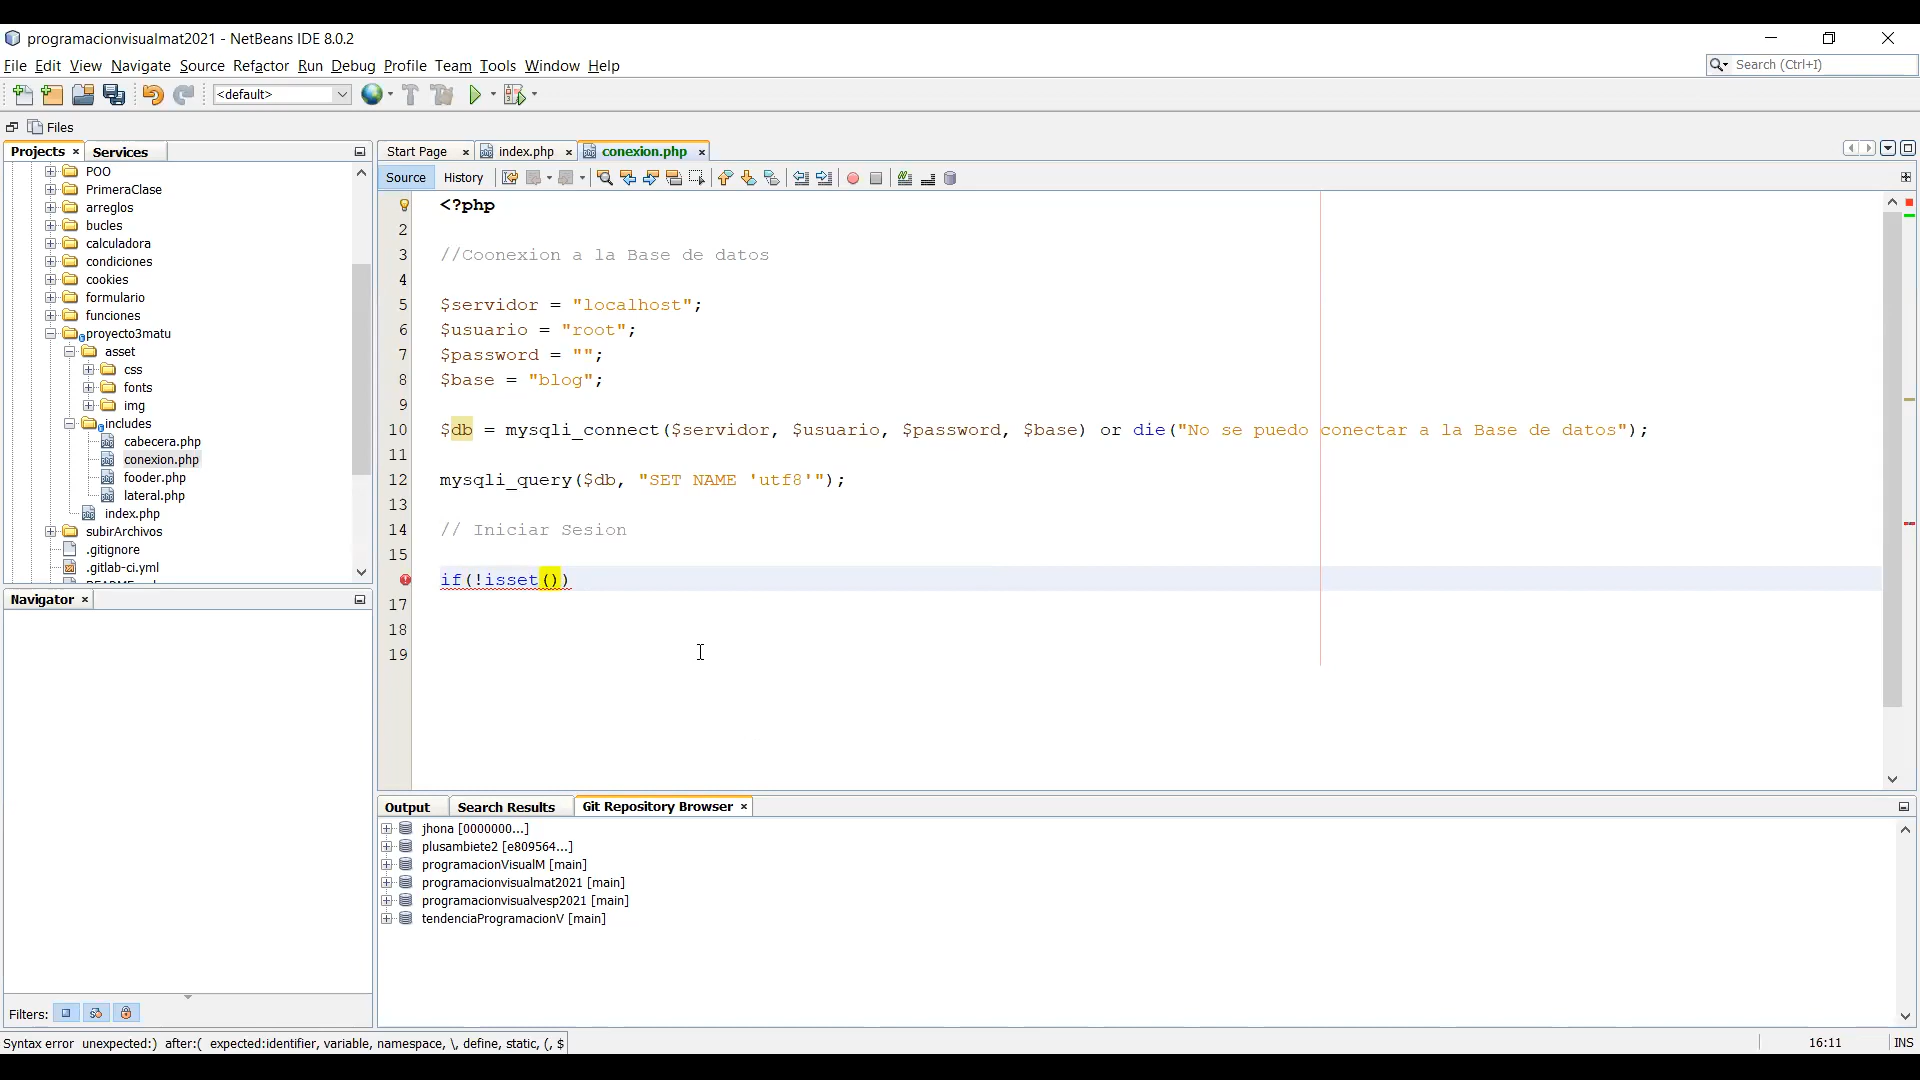 programacionvisualmat2021 - NetBeans IDE 8.0.2
File Edit View Navigate Source Refactor Run Debug Profile Team Tools Window Help
Search (Ctrl+I)
<default>
Files
Projects
Services
POO
PrimeraClase
arreglos
bucles
calculadora
condiciones
cookies
formulario
funciones
proyecto3matu
asset
css
fonts
img
includes
cabecera.php
conexion.php
fooder.php
lateral.php
index.php
subirArchivos
.gitignore
.gitlab-ci.yml
Navigator
Filters:
Start Page
index.php
conexion.php
Source
History
<?php
2
3 //Coonexion a la Base de datos
4
5 $servidor = "localhost";
6 $usuario = "root";
7 $password = "";
8 $base = "blog";
9
10 $db = mysqli_connect($servidor, $usuario, $password, $base) or die("No se puedo conectar a la Base de datos");
11
12 mysqli_query($db, "SET NAME 'utf8'");
13
14 // Iniciar Sesion
15
if(!isset())
17
18
19
Output
Search Results
Git Repository Browser
jhona [0000000...]
plusambiete2 [e809564...]
programacionVisualM [main]
programacionvisualmat2021 [main]
programacionvisualvesp2021 [main]
tendenciaProgramacionV [main]
Syntax error unexpected:) after:( expected:identifier, variable, namespace, \, define, static, (, $
16:11
INS